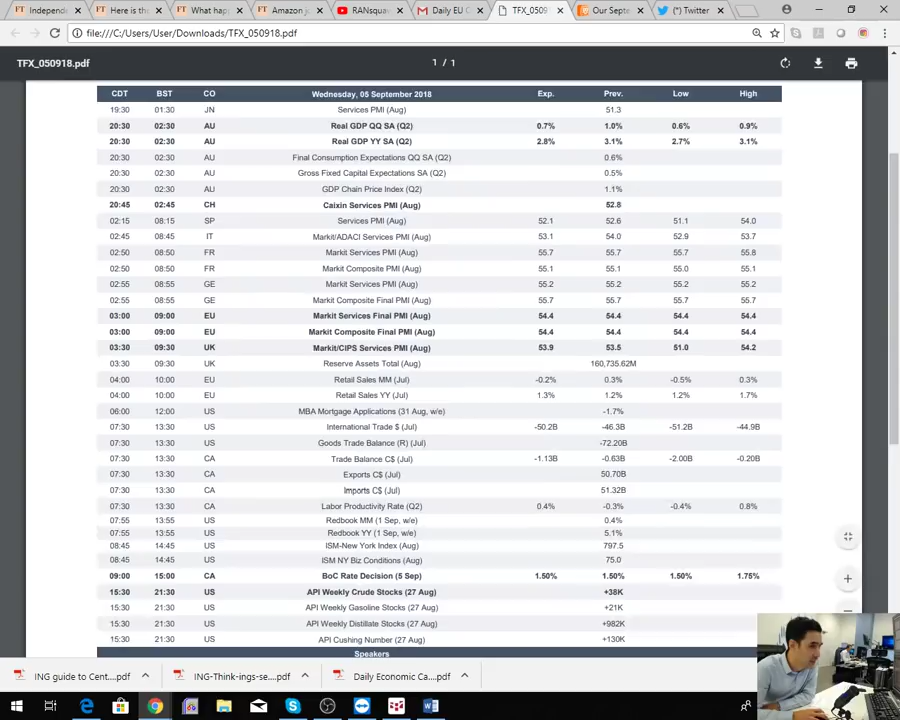 Independ
Here is the
What hap
Amazon jo
RANsqua
Daily EU C
TFX_0509
Our Septe
(*) Twitter
file:///C:/Users/User/Downloads/TFX_050918.pdf
TFX_050918.pdf 1 / 1
CDT BST CO Wednesday, 05 September 2018 Exp. Prev. Low High
19:30 01:30 JN Services PMI (Aug) 51.3
20:30 02:30 AU Real GDP QQ SA (Q2) 0.7% 1.0% 0.6% 0.9%
20:30 02:30 AU Real GDP YY SA (Q2) 2.8% 3.1% 2.7% 3.1%
20:30 02:30 AU Final Consumption Expectations QQ SA (Q2) 0.6%
20:30 02:30 AU Gross Fixed Capital Expectations SA (Q2) 0.5%
20:30 02:30 AU GDP Chain Price Index (Q2) 1.1%
20:45 02:45 CH Caixin Services PMI (Aug) 52.8
02:15 08:15 SP Services PMI (Aug) 52.1 52.6 51.1 54.0
02:45 08:45 IT Markit/ADACI Services PMI (Aug) 53.1 54.0 52.9 53.7
02:50 08:50 FR Markit Services PMI (Aug) 55.7 55.7 55.7 55.8
02:50 08:50 FR Markit Composite PMI (Aug) 55.1 55.1 55.0 55.1
02:55 08:55 GE Markit Services PMI (Aug) 55.2 55.2 55.2 55.2
02:55 08:55 GE Markit Composite Final PMI (Aug) 55.7 55.7 55.7 55.7
03:00 09:00 EU Markit Services Final PMI (Aug) 54.4 54.4 54.4 54.4
03:00 09:00 EU Markit Composite Final PMI (Aug) 54.4 54.4 54.4 54.4
03:30 09:30 UK Markit/CIPS Services PMI (Aug) 53.9 53.5 51.0 54.2
03:30 09:30 UK Reserve Assets Total (Aug) 160,735.62M
04:00 10:00 EU Retail Sales MM (Jul) -0.2% 0.3% -0.5% 0.3%
04:00 10:00 EU Retail Sales YY (Jul) 1.3% 1.2% 1.2% 1.7%
06:00 12:00 US MBA Mortgage Applications (31 Aug, w/e) -1.7%
07:30 13:30 US International Trade $ (Jul) -50.2B -46.3B -51.2B -44.9B
07:30 13:30 US Goods Trade Balance (R) (Jul) -72.20B
07:30 13:30 CA Trade Balance C$ (Jul) -1.13B -0.63B -2.00B -0.20B
07:30 13:30 CA Exports C$ (Jul) 50.70B
07:30 13:30 CA Imports C$ (Jul) 51.32B
07:30 13:30 CA Labor Productivity Rate (Q2) 0.4% -0.3% -0.4% 0.8%
07:55 13:55 US Redbook MM (1 Sep, w/e) 0.4%
07:55 13:55 US Redbook YY (1 Sep, w/e) 5.1%
08:45 14:45 US ISM-New York Index (Aug) 797.5
08:45 14:45 US ISM NY Biz Conditions (Aug) 75.0
09:00 15:00 CA BoC Rate Decision (5 Sep) 1.50% 1.50% 1.50% 1.75%
15:30 21:30 US API Weekly Crude Stocks (27 Aug) +38K
15:30 21:30 US API Weekly Gasoline Stocks (27 Aug) +21K
15:30 21:30 US API Weekly Distillate Stocks (27 Aug) +982K
15:30 21:30 US API Cushing Number (27 Aug) +130K
Speakers
ING guide to Cent....pdf
ING-Think-ings-se....pdf
Daily Economic Ca....pdf